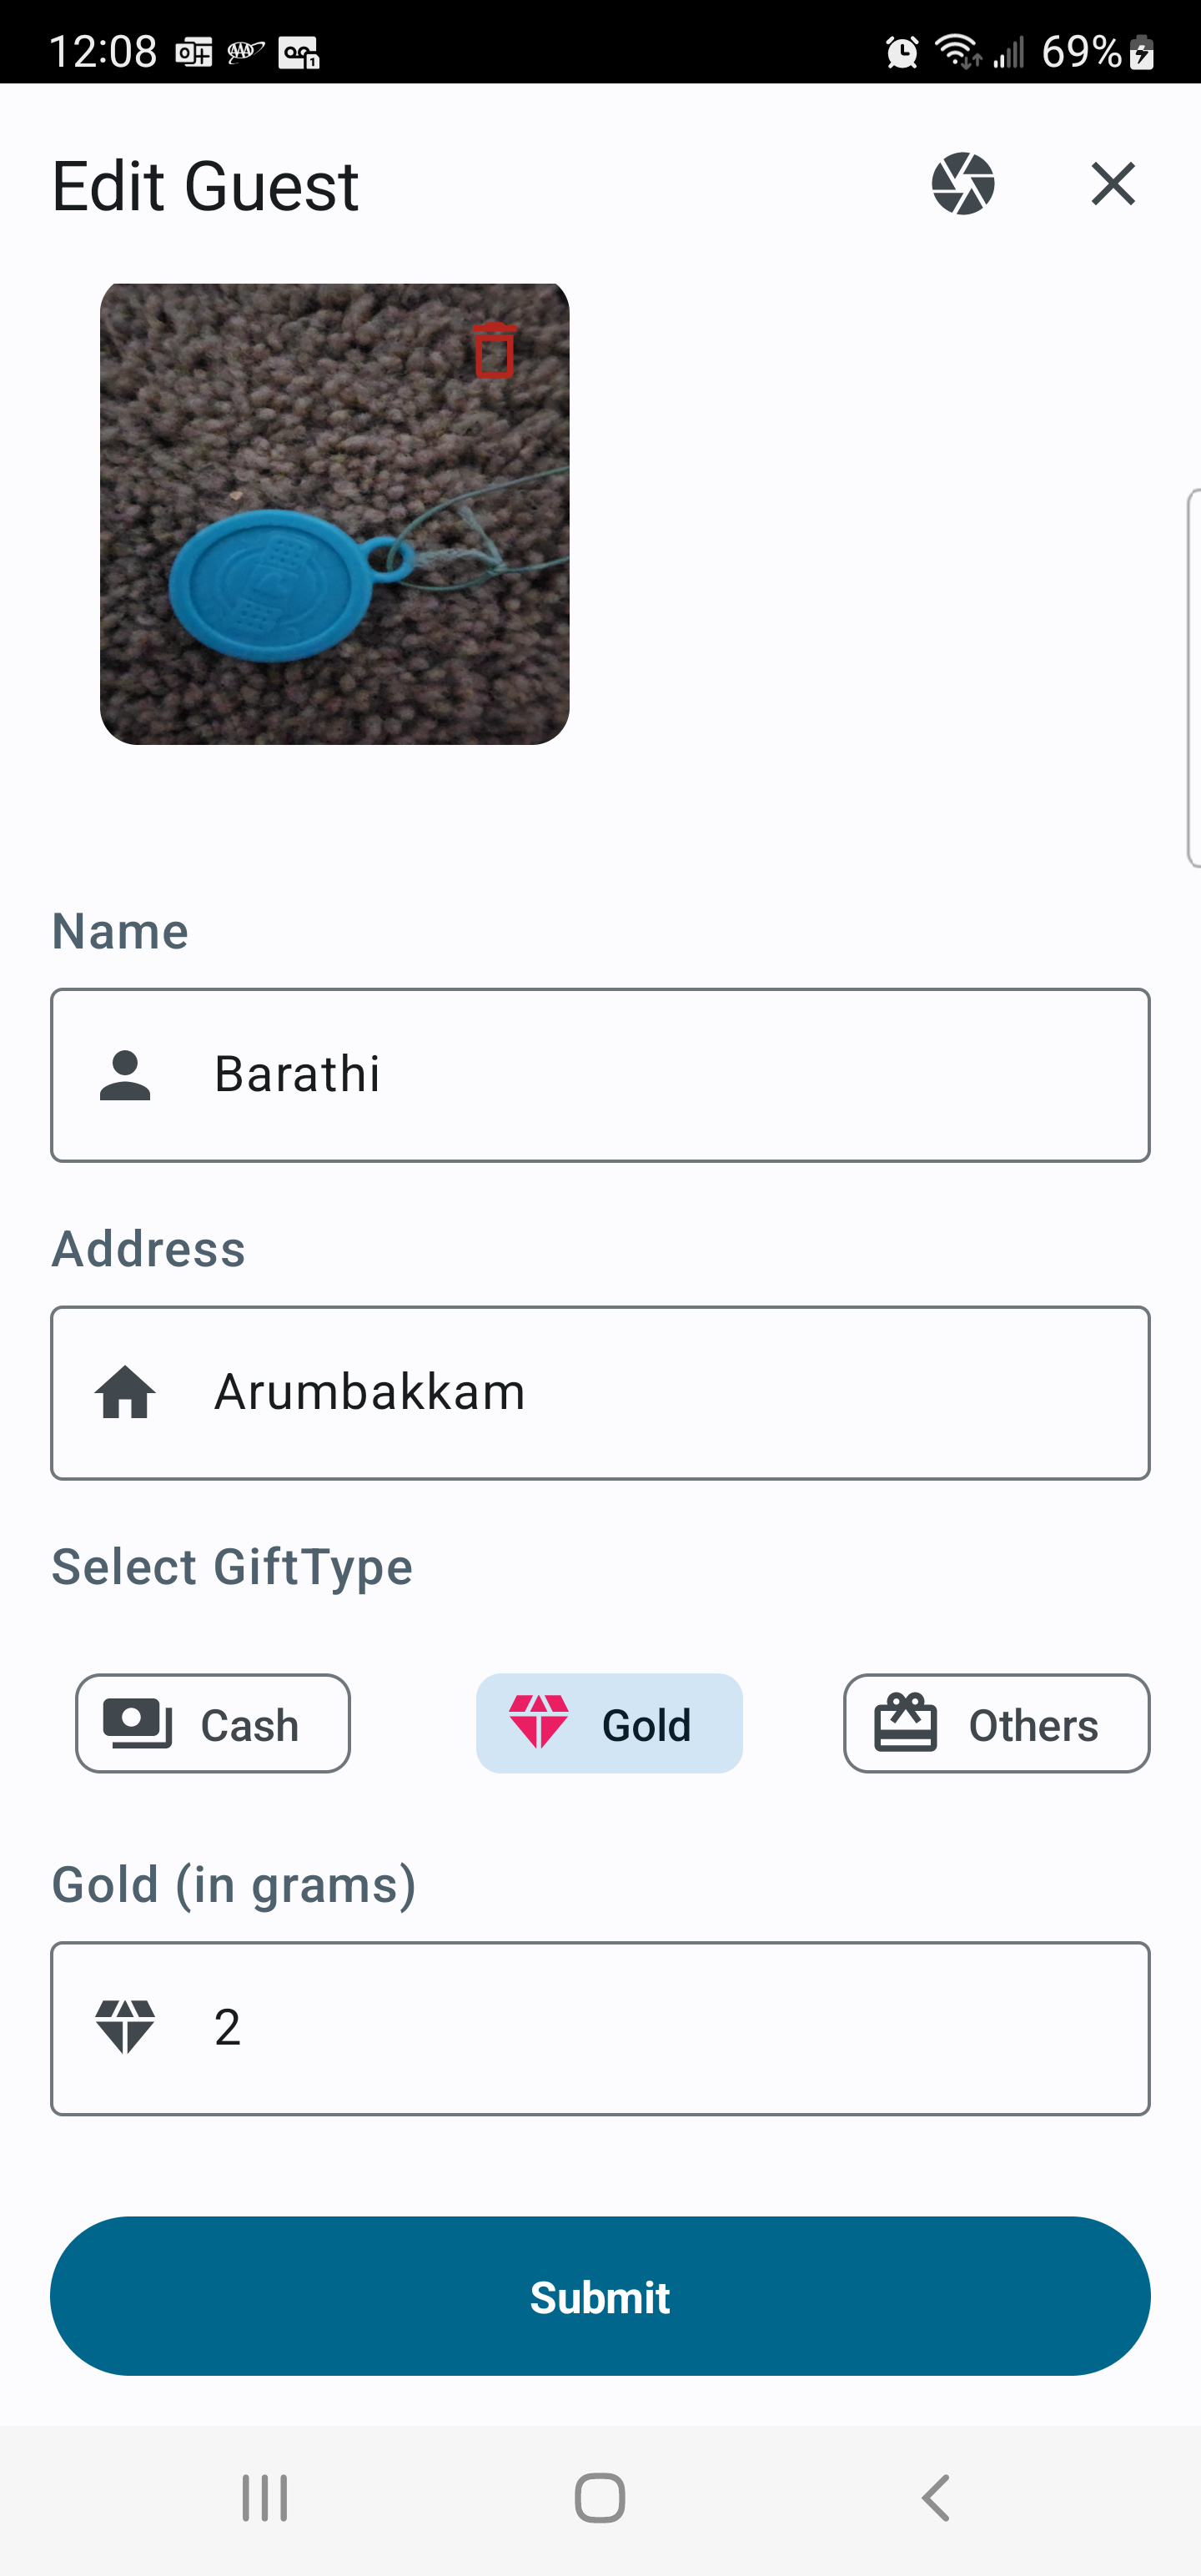 12:08 69%
Edit Guest
Name
Barathi
Address
Arumbakkam
Select GiftType
Cash Gold Others
Gold (in grams)
2
Submit